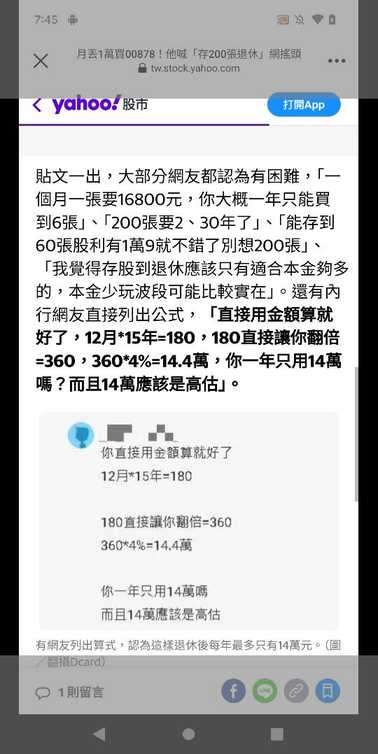 7:45
月丟1萬買00878！他喊「存200張退休」網搖頭
tw.stock.yahoo.com
yahoo!股市
打開App
貼文一出，大部分網友都認為有困難，「一
個月一張要16800元，你大概一年只能買
到6張」、「200張要2、30年了」、「能存到
60張股利有1萬9就不錯了別想200張」、
「我覺得存股到退休應該只有適合本金夠多
的，本金少玩波段可能比較實在」。還有內
行網友直接列出公式，「直接用金額算就
好了，12月*15年=180，180直接讓你翻倍
=360，360*4%=14.4萬，你一年只用14萬
嗎？而且14萬應該是高估」。
你直接用金額算就好了
12月*15年=180
180直接讓你翻倍=360
360*4%=14.4萬
你一年只用14萬嗎
而且14萬應該是高估
有網友列出算式，認為這樣退休後每年最多只有14萬元。（圖
／翻攝Dcard）
1則留言